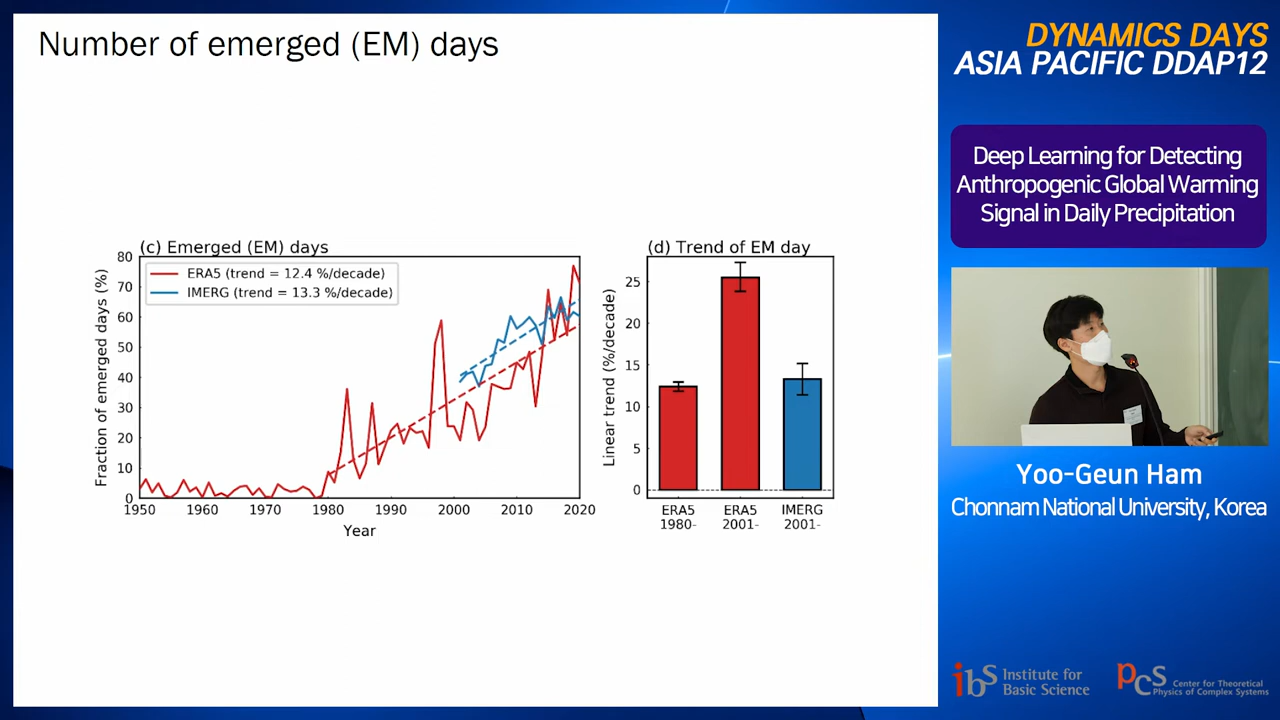 Number of emerged (EM) days
(c) Emerged (EM) days
ERA5 (trend = 12.4 %/decade)
IMERG (trend = 13.3 %/decade)
Fraction of emerged days (%)
80
70
60
50
40
30
20
10
0
1950 1960 1970 1980 1990 2000 2010 2020
Year
(d) Trend of EM day
Linear trend (%/decade)
25
20
15
10
5
0
ERA5 ERA5 IMERG
1980- 2001- 2001-
DYNAMICS DAYS
ASIA PACIFIC DDAP12
Deep Learning for Detecting
Anthropogenic Global Warming
Signal in Daily Precipitation
Yoo-Geun Ham
Chonnam National University, Korea
ibS Institute for
Basic Science
PCS Center for Theoretical
Physics of Complex Systems